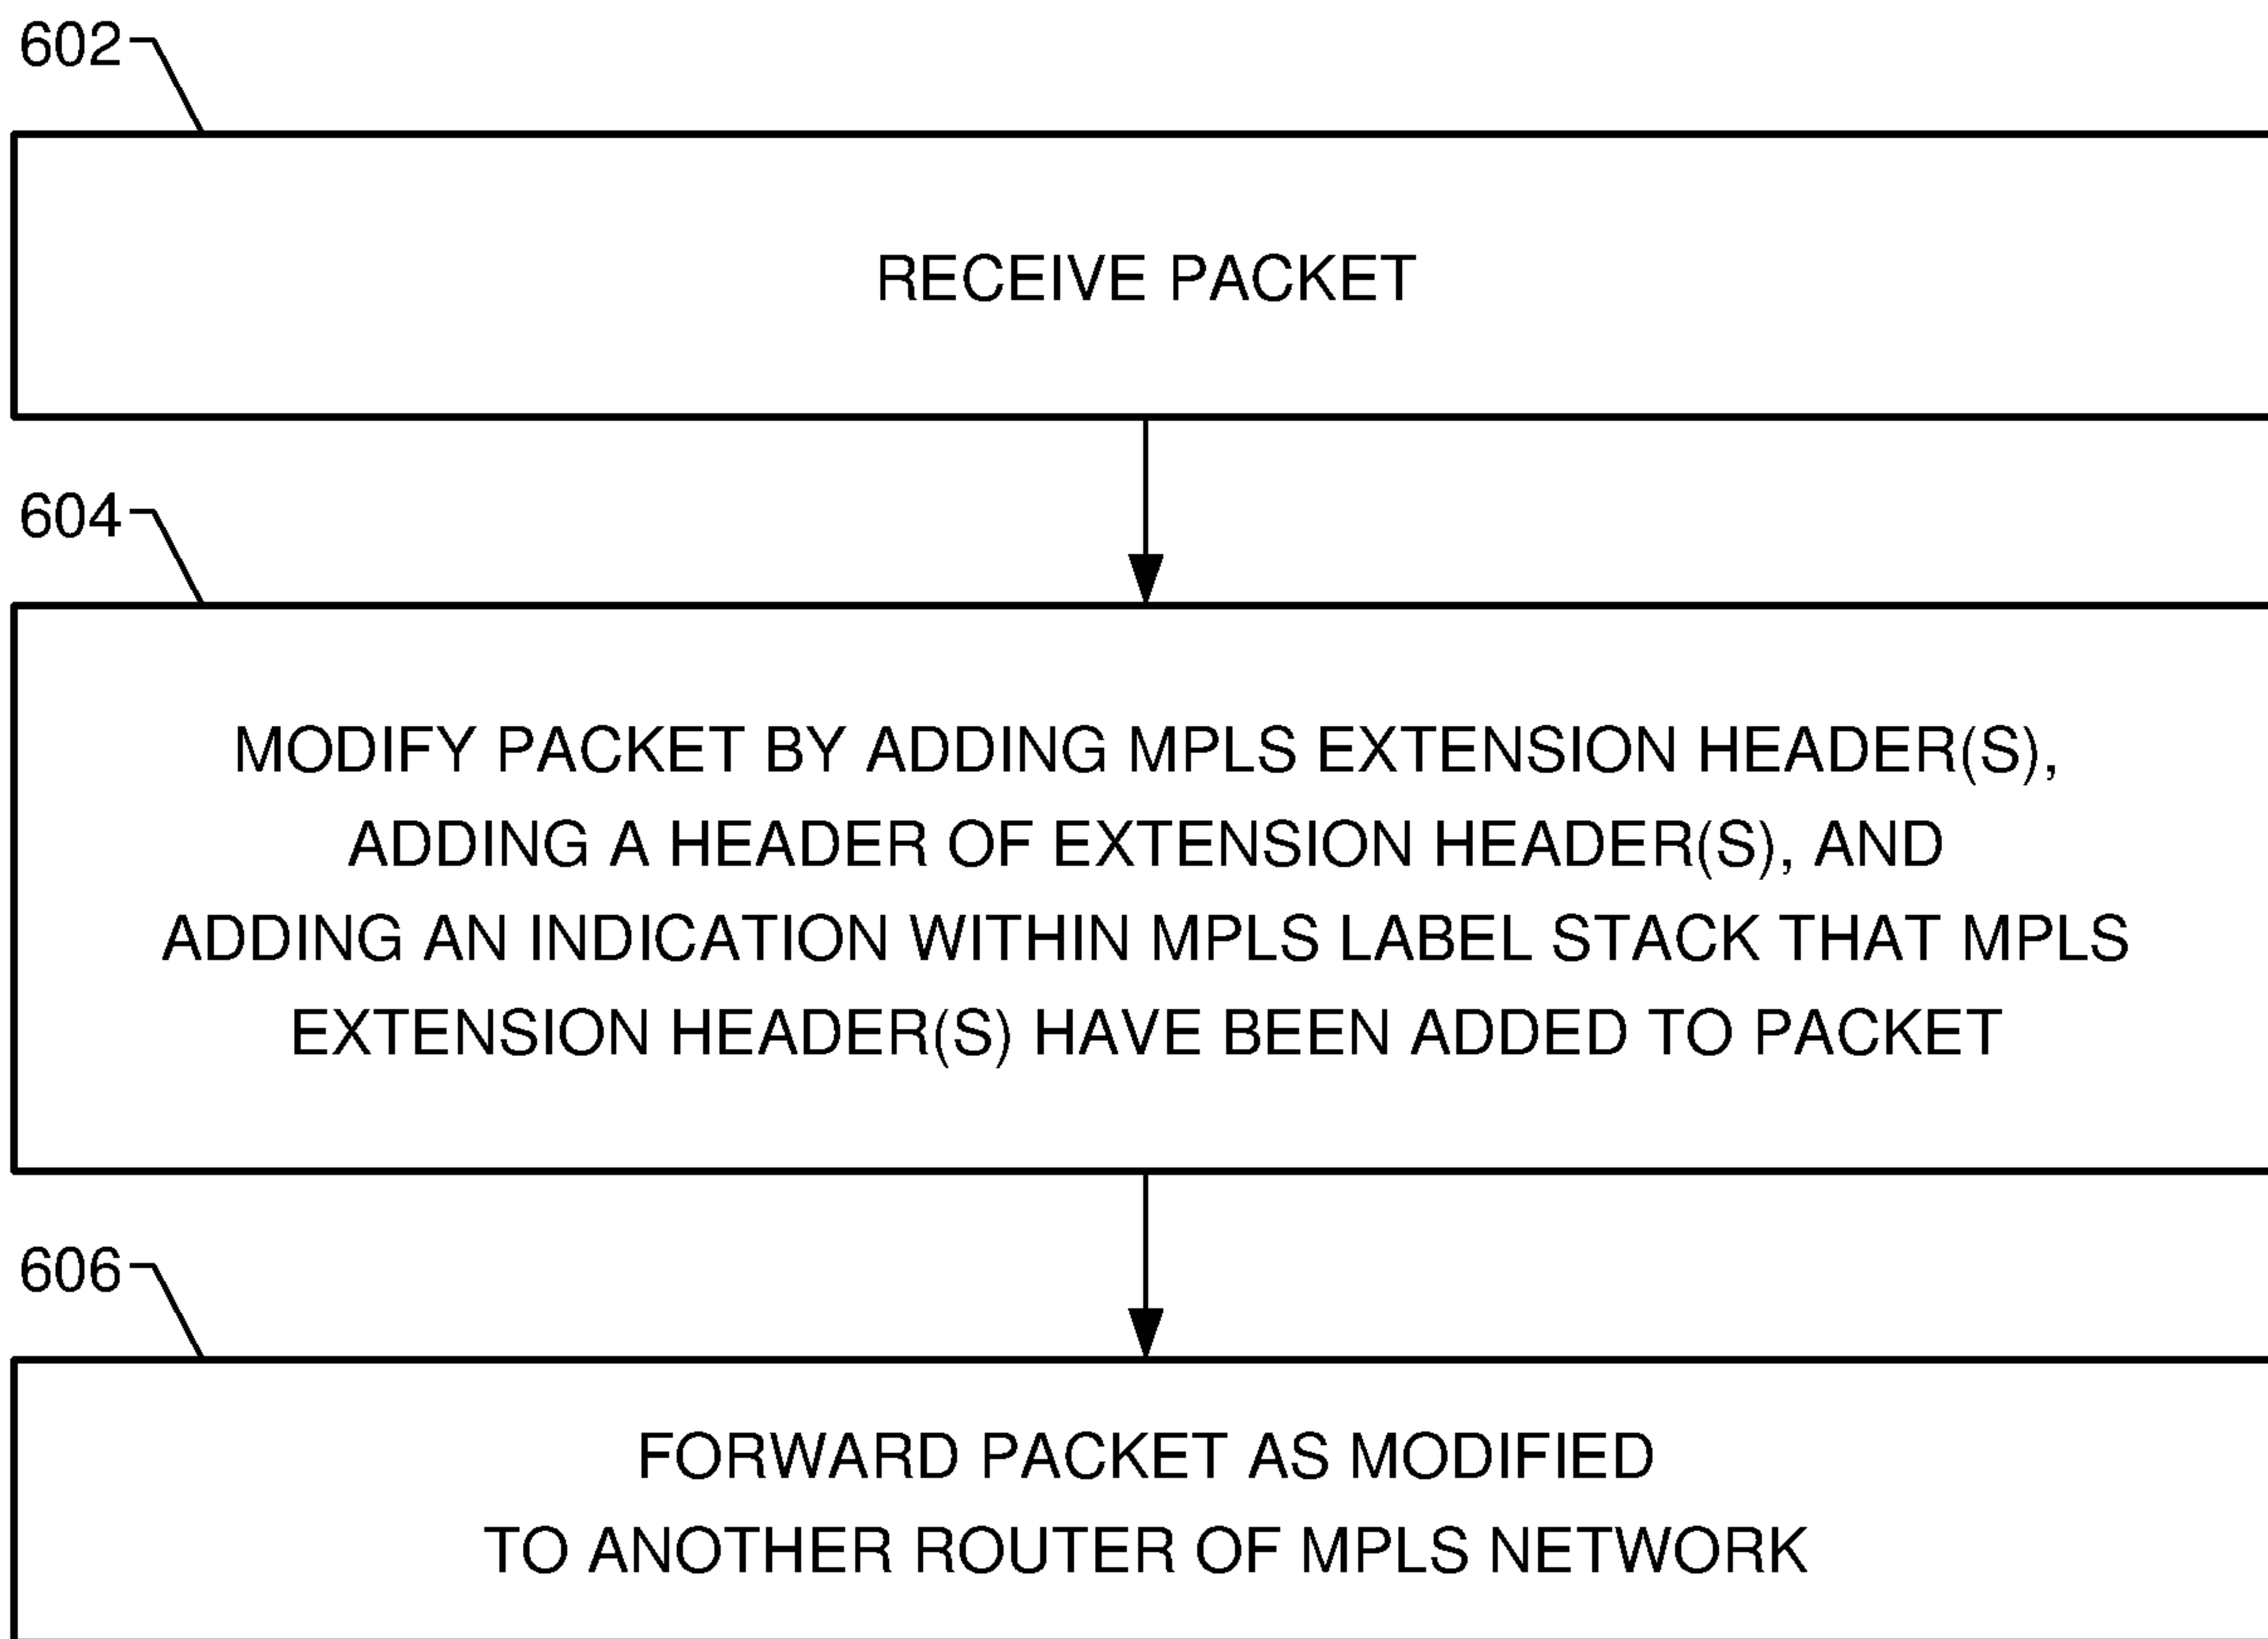 602
RECEIVE PACKET
604
MODIFY PACKET BY ADDING MPLS EXTENSION HEADER(S),
ADDING A HEADER OF EXTENSION HEADER(S), AND
ADDING AN INDICATION WITHIN MPLS LABEL STACK THAT MPLS
EXTENSION HEADER(S) HAVE BEEN ADDED TO PACKET
606
FORWARD PACKET AS MODIFIED
TO ANOTHER ROUTER OF MPLS NETWORK